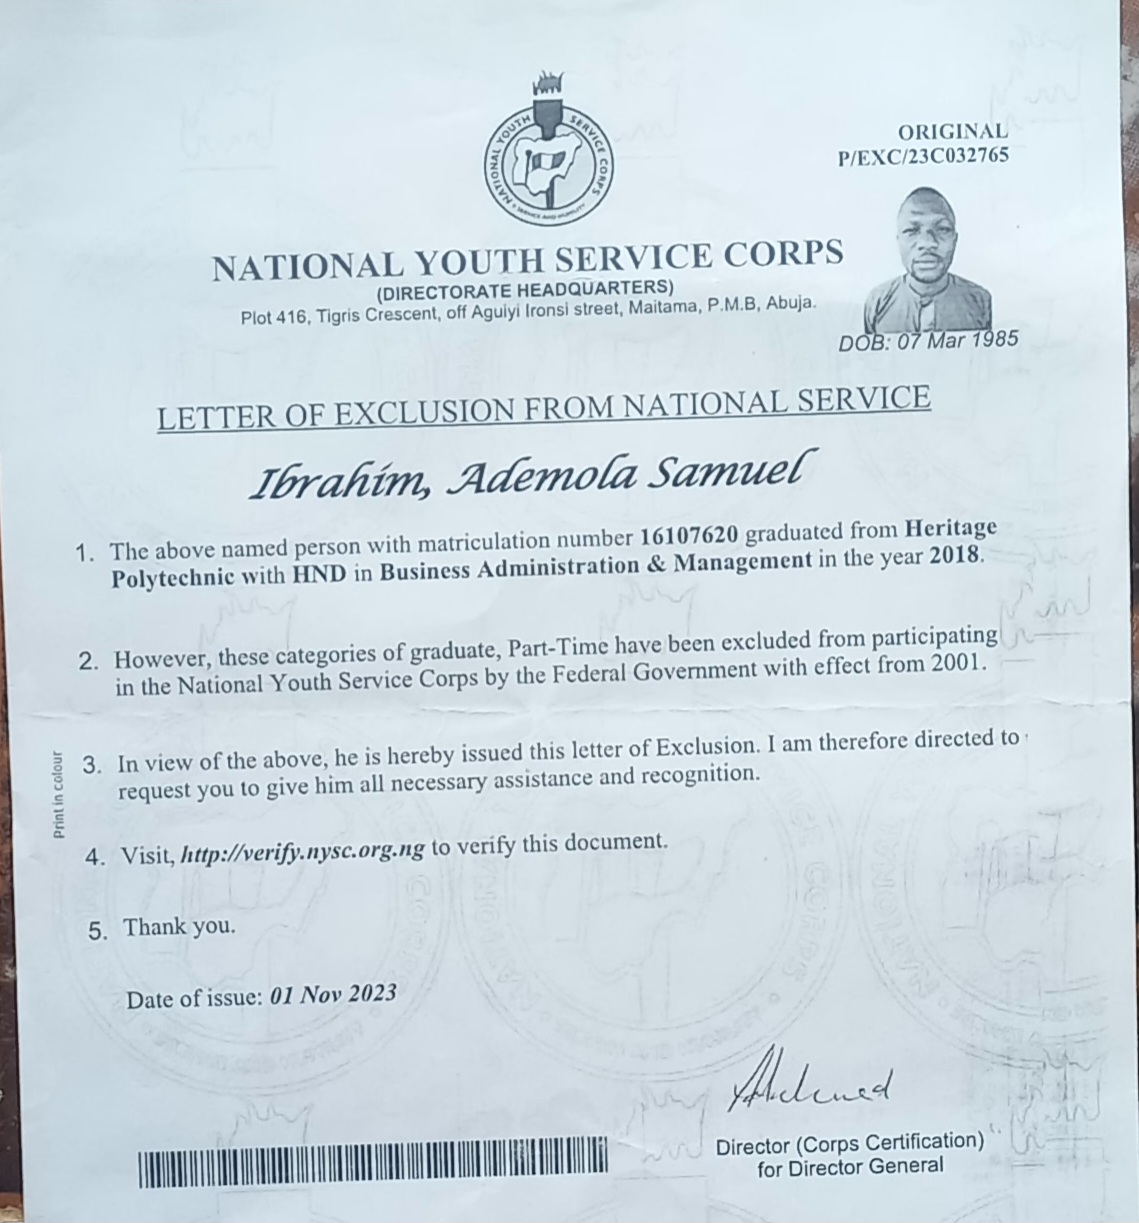 NATIONAL YOUTH SERVICE CORPS
SERVICE AND HUMILITY
ORIGINAL
P/EXC/23C032765
NATIONAL YOUTH SERVICE CORPS
(DIRECTORATE HEADQUARTERS)
Plot 416, Tigris Crescent, off Aguiyi Ironsi street, Maitama, P.M.B, Abuja.
DOB: 07 Mar 1985
LETTER OF EXCLUSION FROM NATIONAL SERVICE
Ibrahim, Ademola Samuel
1. The above named person with matriculation number 16107620 graduated from Heritage
Polytechnic with HND in Business Administration & Management in the year 2018.
2. However, these categories of graduate, Part-Time have been excluded from participating
in the National Youth Service Corps by the Federal Government with effect from 2001.
3. In view of the above, he is hereby issued this letter of Exclusion. I am therefore directed to
request you to give him all necessary assistance and recognition.
4. Visit, http://verify.nysc.org.ng to verify this document.
5. Thank you.
Date of issue: 01 Nov 2023
Print in colour
Director (Corps Certification)
for Director General